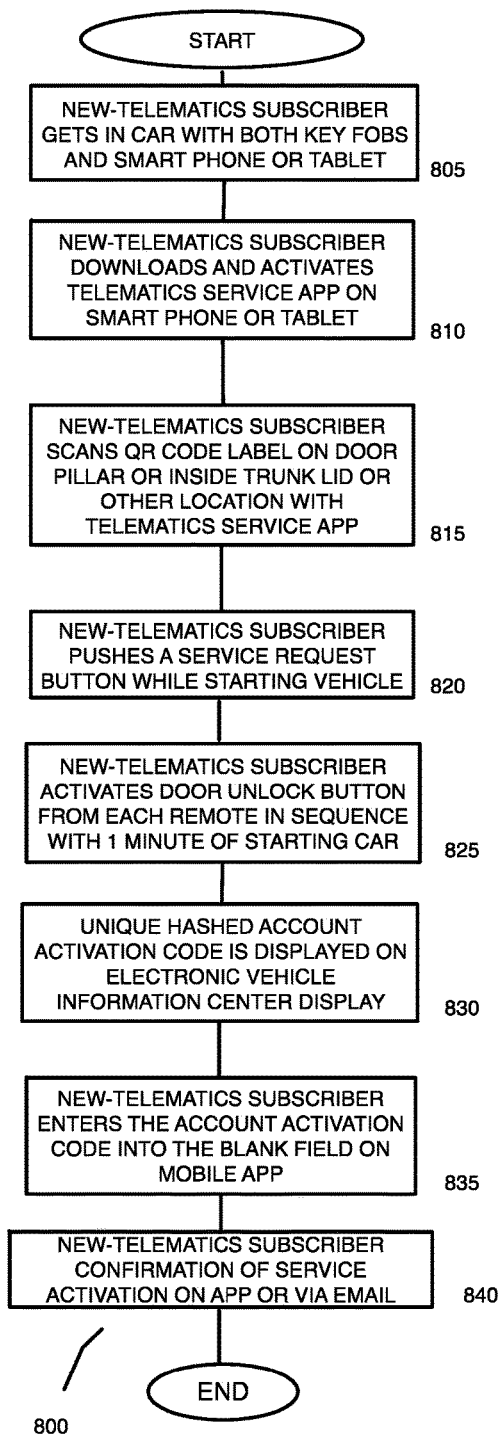 START
NEW-TELEMATICS SUBSCRIBER
GETS IN CAR WITH BOTH KEY FOBS
AND SMART PHONE OR TABLET
805
NEW-TELEMATICS SUBSCRIBER
DOWNLOADS AND ACTIVATES
TELEMATICS SERVICE APP ON
SMART PHONE OR TABLET
810
NEW-TELEMATICS SUBSCRIBER
SCANS QR CODE LABEL ON DOOR
PILLAR OR INSIDE TRUNK LID OR
OTHER LOCATION WITH
TELEMATICS SERVICE APP
815
NEW-TELEMATICS SUBSCRIBER
PUSHES A SERVICE REQUEST
BUTTON WHILE STARTING VEHICLE
820
NEW-TELEMATICS SUBSCRIBER
ACTIVATES DOOR UNLOCK BUTTON
FROM EACH REMOTE IN SEQUENCE
WITH 1 MINUTE OF STARTING CAR
825
UNIQUE HASHED ACCOUNT
ACTIVATION CODE IS DISPLAYED ON
ELECTRONIC VEHICLE
INFORMATION CENTER DISPLAY
830
NEW-TELEMATICS SUBSCRIBER
ENTERS THE ACCOUNT ACTIVATION
CODE INTO THE BLANK FIELD ON
MOBILE APP
835
NEW-TELEMATICS SUBSCRIBER
CONFIRMATION OF SERVICE
ACTIVATION ON APP OR VIA EMAIL
840
END
800